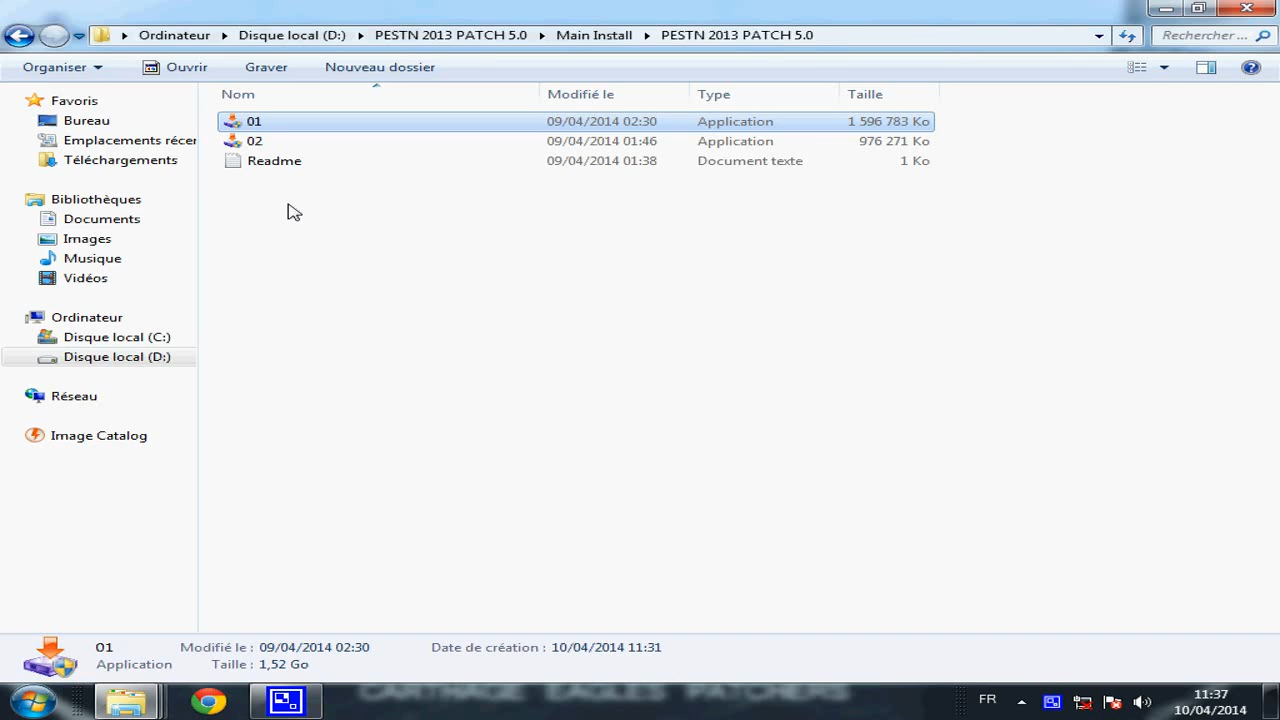 Ordinateur Disque local (D:) PESTN 2013 PATCH 5.0 Main Install PESTN 2013 PATCH 5.0 Rechercher ...
Organiser Ouvrir Graver Nouveau dossier
Nom Modifié le Type Taille
01 09/04/2014 02:30 Application 1 596 783 Ko
02 09/04/2014 01:46 Application 976 271 Ko
Readme 09/04/2014 01:38 Document texte 1 Ko
Favoris
Bureau
Emplacements récen
Téléchargements
Bibliothèques
Documents
Images
Musique
Vidéos
Ordinateur
Disque local (C:)
Disque local (D:)
Réseau
Image Catalog
01 Modifié le : 09/04/2014 02:30 Date de création : 10/04/2014 11:31
Application Taille : 1,52 Go
FR
11:37
10/04/2014